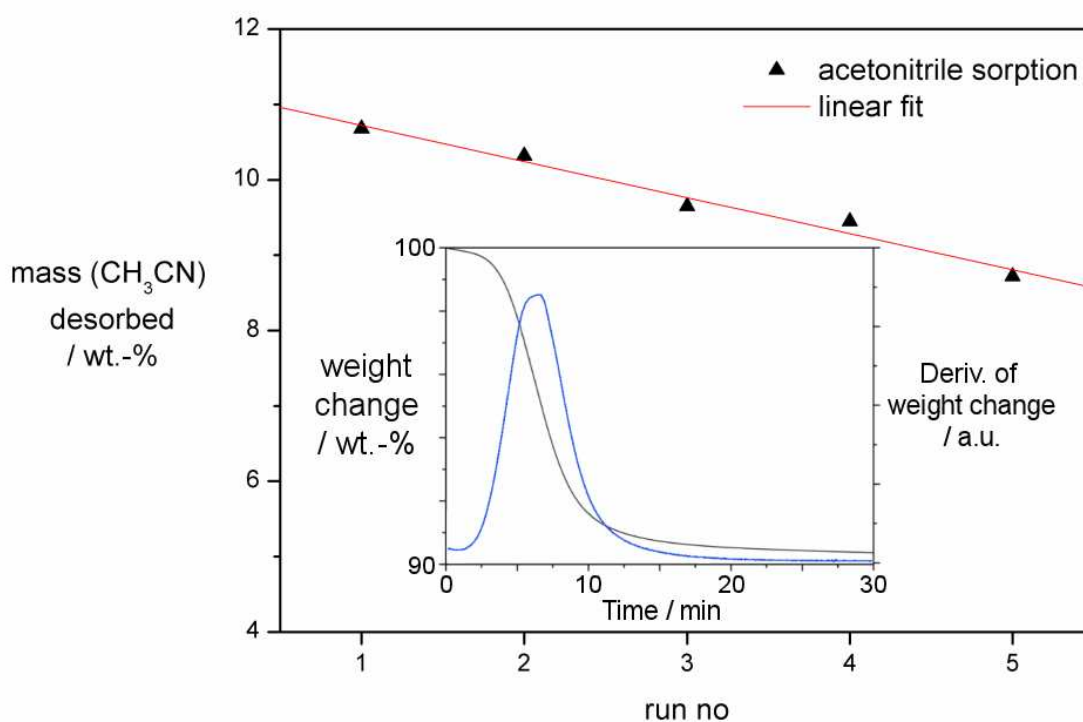 12
10
8
6
4
mass (CH₃CN)
desorbed
/ wt.-%
acetonitrile sorption
linear fit
100
90
weight
change
/ wt.-%
Deriv. of
weight change
/ a.u.
0 10 20 30
Time / min
1 2 3 4 5
run no